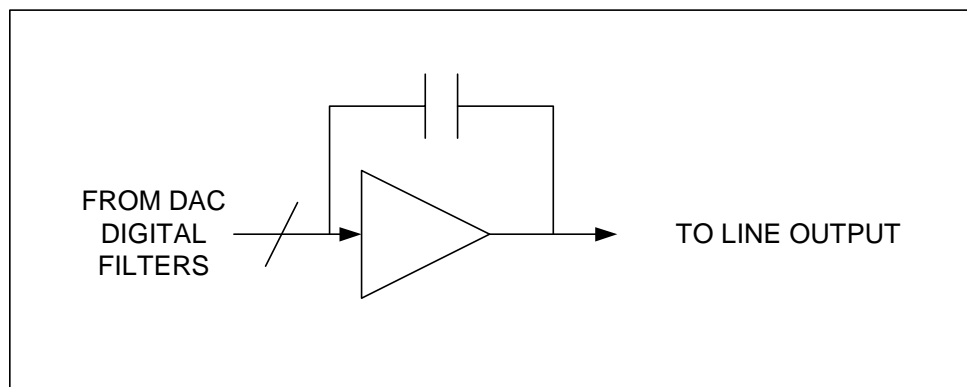 FROM DAC
DIGITAL
FILTERS
TO LINE OUTPUT